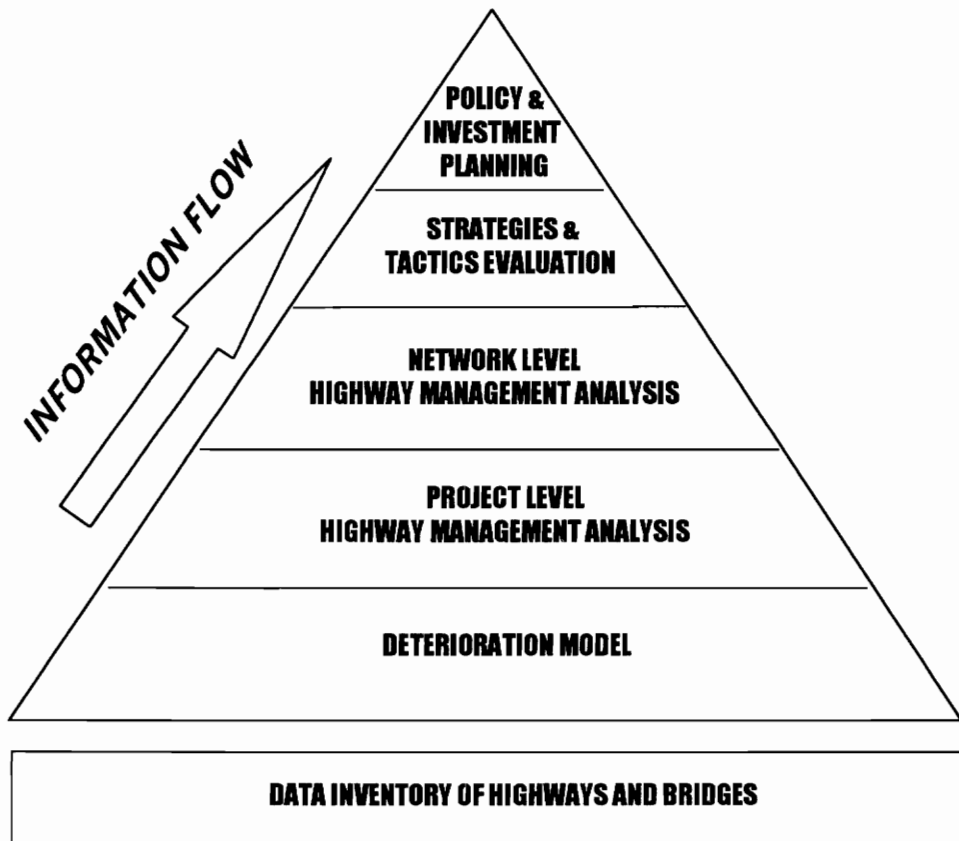 POLICY &
INVESTMENT
PLANNING
INFORMATION FLOW
STRATEGIES &
TACTICS EVALUATION
NETWORK LEVEL
HIGHWAY MANAGEMENT ANALYSIS
PROJECT LEVEL
HIGHWAY MANAGEMENT ANALYSIS
DETERIORATION MODEL
DATA INVENTORY OF HIGHWAYS AND BRIDGES